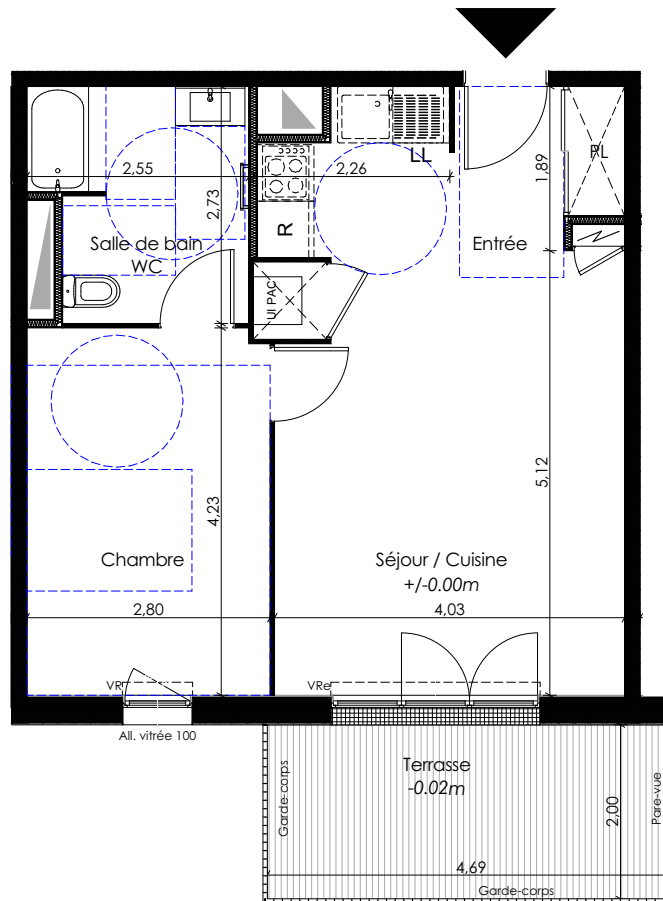 LL
2,55
2,26
1,89
PL
2,73
R
Salle de bain
WC
Entrée
UI PAC
4,23
5,12
Chambre
Séjour / Cuisine
+/-0.00m
2,80
4,03
VR
VRe
All. vitrée 100
Terrasse
-0.02m
Garde-corps
2,00
Pare-vue
4,69
Garde-corps